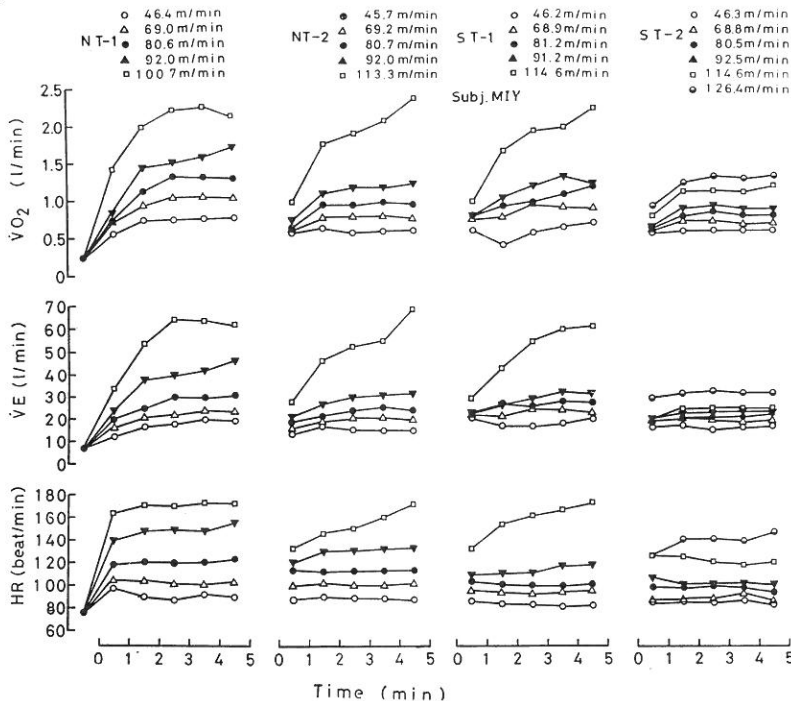 NT-1
46.4 m/min
69.0 m/min
80.6 m/min
92.0 m/min
100.7 m/min
NT-2
45.7 m/min
69.2 m/min
80.7 m/min
92.0 m/min
113.3 m/min
ST-1
46.2 m/min
68.9 m/min
81.2 m/min
91.2 m/min
114.6 m/min
Subj. MIY
ST-2
46.3 m/min
68.8 m/min
80.5 m/min
92.5 m/min
114.6 m/min
126.4 m/min
V̇O2 (l/min)
2.5
2.0
1.5
1.0
0.5
0
V̇E (l/min)
70
60
50
40
30
20
10
0
HR (beat/min)
180
160
140
120
100
80
60
0 1 2 3 4 5
0 1 2 3 4 5
0 1 2 3 4 5
0 1 2 3 4 5
Time (min)